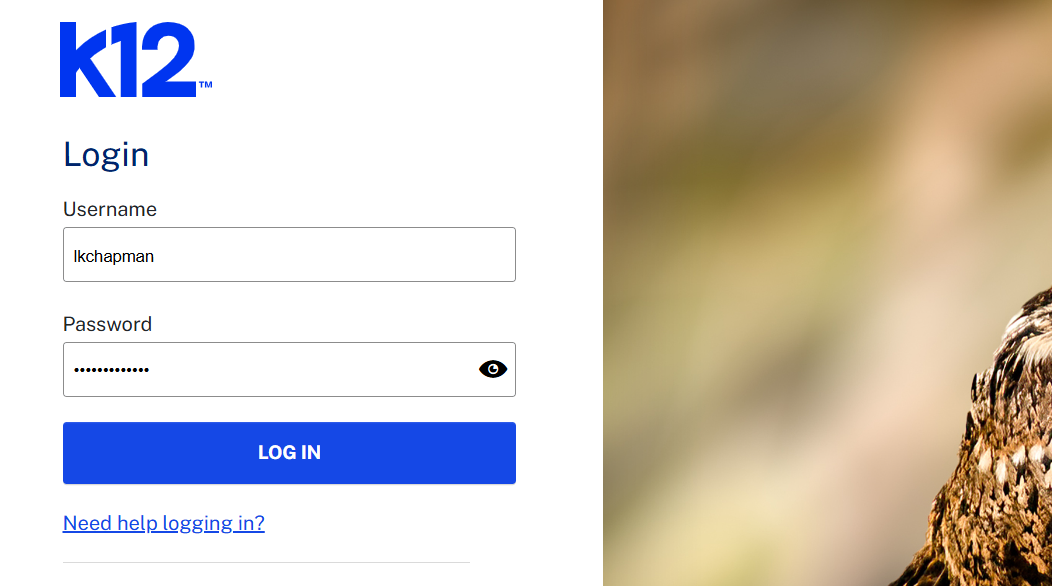 k12™
Login
Username
lkchapman
Password
•••••••••••••
LOG IN
Need help logging in?